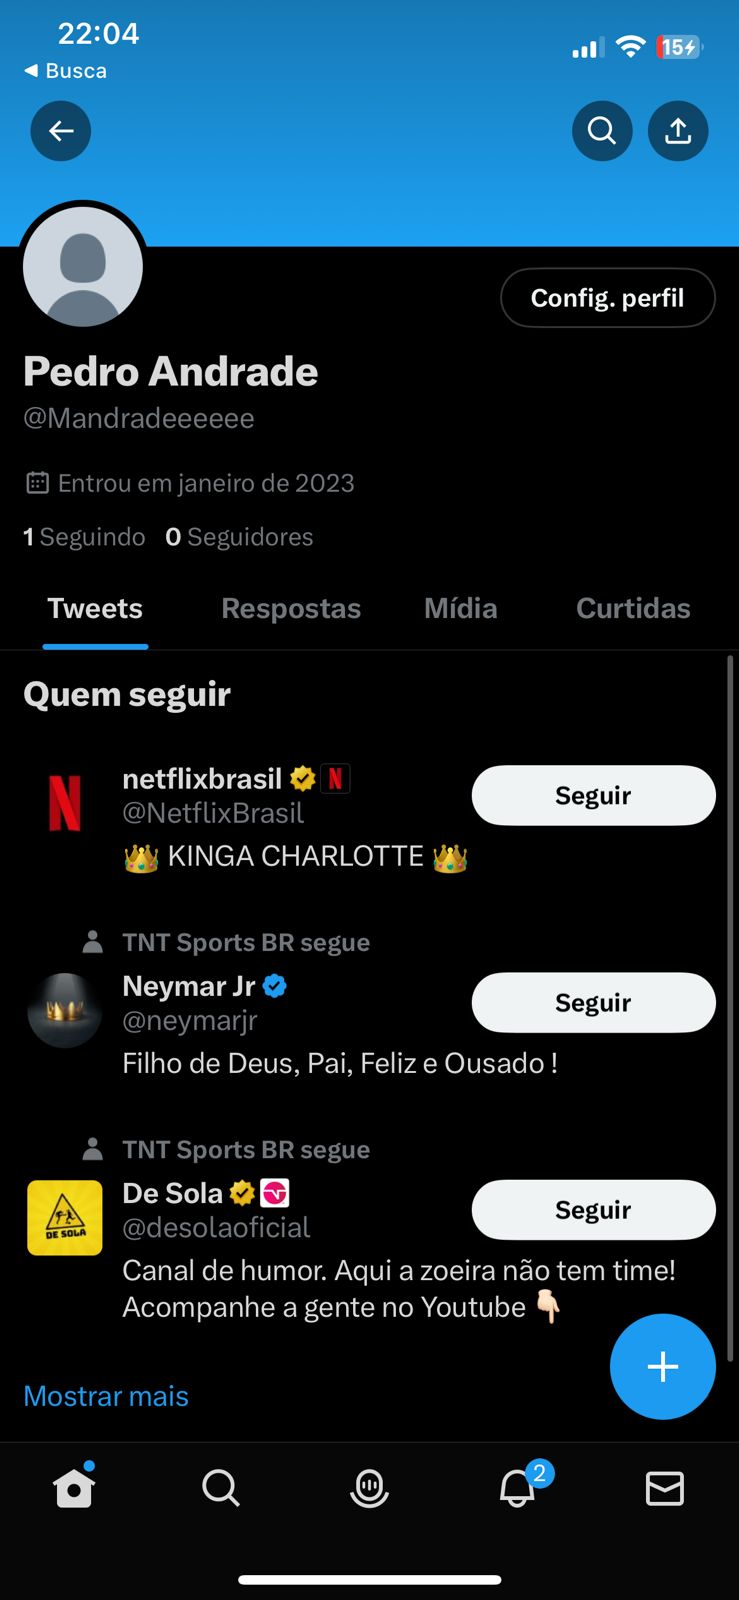 22:04
15
Busca
Config. perfil
Pedro Andrade
@Mandradeeeeee
Entrou em janeiro de 2023
1 Seguindo 0 Seguidores
Tweets Respostas Mídia Curtidas
Quem seguir
netflixbrasil N
@NetflixBrasil
Seguir
N
👑 KINGA CHARLOTTE 👑
TNT Sports BR segue
Neymar Jr
@neymarjr
Seguir
Filho de Deus, Pai, Feliz e Ousado !
TNT Sports BR segue
De Sola
@desolaoficial
Seguir
DE SOLA
Canal de humor. Aqui a zoeira não tem time!
Acompanhe a gente no Youtube 👇🏻
Mostrar mais
2